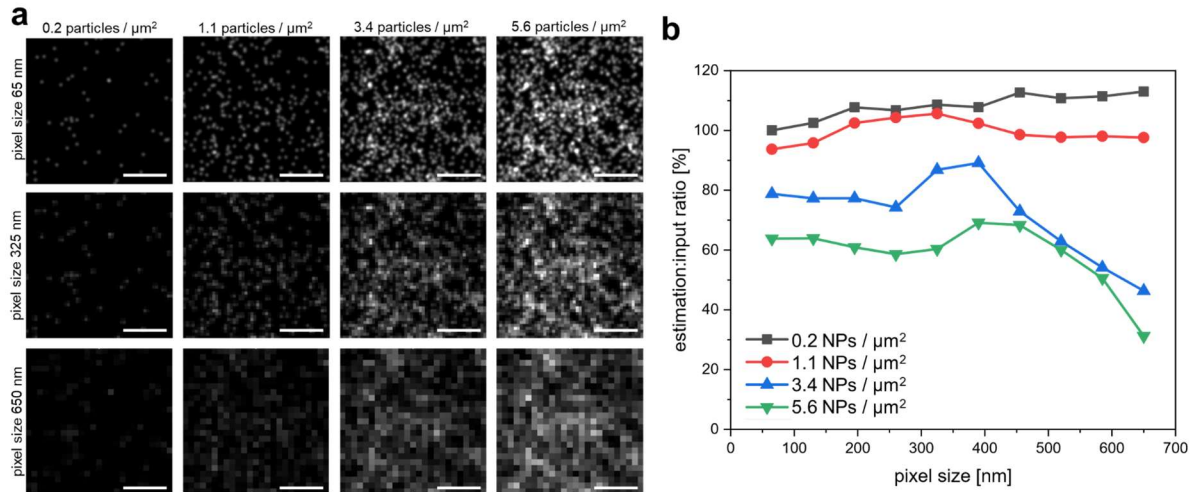 a
0.2 particles / µm²
1.1 particles / µm²
3.4 particles / µm²
5.6 particles / µm²
pixel size 65 nm
pixel size 325 nm
pixel size 650 nm
b
120
100
80
60
40
20
0
estimation:input ratio [%]
0.2 NPs / µm²
1.1 NPs / µm²
3.4 NPs / µm²
5.6 NPs / µm²
0 100 200 300 400 500 600 700
pixel size [nm]